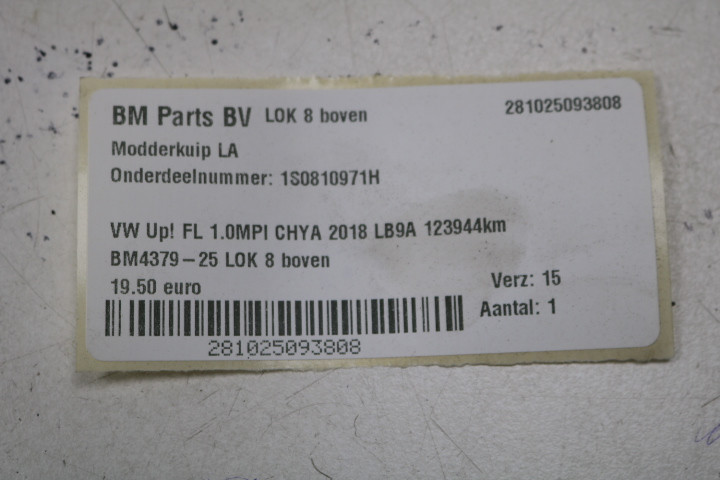 BM Parts BV LOK 8 boven 281025093808
Modderkuip LA
Onderdeelnummer: 1S0810971H
VW Up! FL 1.0MPI CHYA 2018 LB9A 123944km
BM4379-25 LOK 8 boven
19.50 euro Verz: 15
Aantal: 1
281025093808